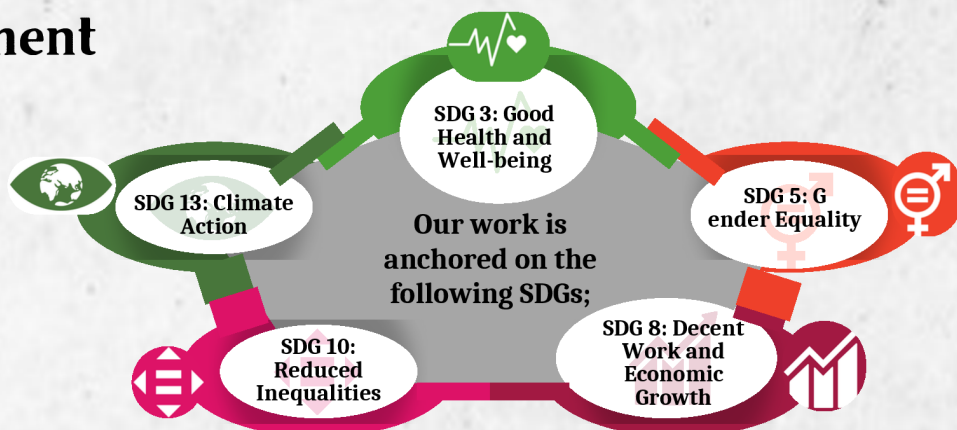 ment
SDG 3: Good
Health and
Well-being
SDG 13: Climate
Action
SDG 5: G
ender Equality
Our work is
anchored on the
following SDGs;
SDG 10:
Reduced
Inequalities
SDG 8: Decent
Work and
Economic
Growth